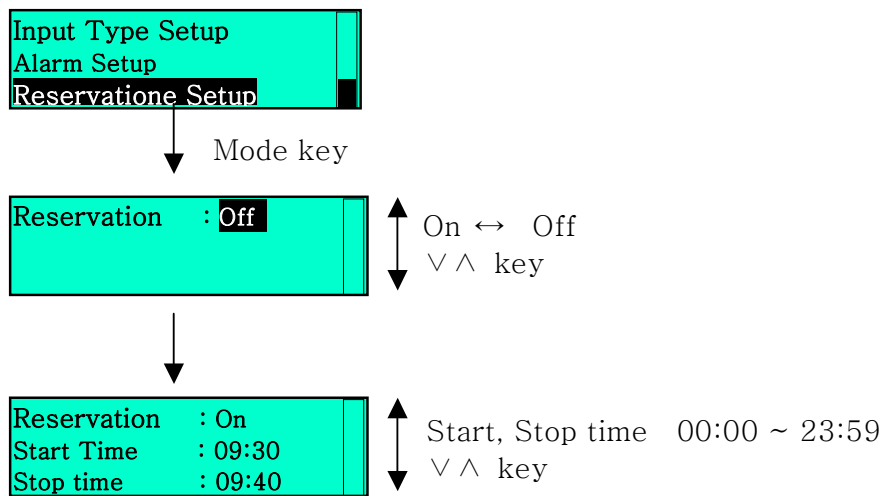 Input Type Setup
Alarm Setup
Reservatione Setup
Mode key
Reservation : Off
On ↔ Off
∨∧ key
Reservation : On
Start Time : 09:30
Stop time : 09:40
Start, Stop time 00:00 ~ 23:59
∨∧ key